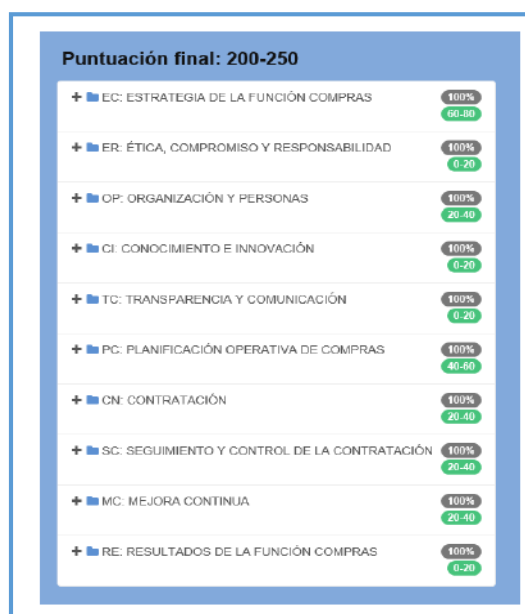 Puntuación final: 200-250
EC: ESTRATEGIA DE LA FUNCIÓN COMPRAS 100%
60-80
ER: ÉTICA, COMPROMISO Y RESPONSABILIDAD 100%
0-20
OP: ORGANIZACIÓN Y PERSONAS 100%
20-40
CI: CONOCIMIENTO E INNOVACIÓN 100%
0-20
TC: TRANSPARENCIA Y COMUNICACIÓN 100%
0-20
PC: PLANIFICACIÓN OPERATIVA DE COMPRAS 100%
40-60
CN: CONTRATACIÓN 100%
20-40
SC: SEGUIMIENTO Y CONTROL DE LA CONTRATACIÓN 100%
20-40
MC: MEJORA CONTINUA 100%
20-40
RE: RESULTADOS DE LA FUNCIÓN COMPRAS 100%
0-20